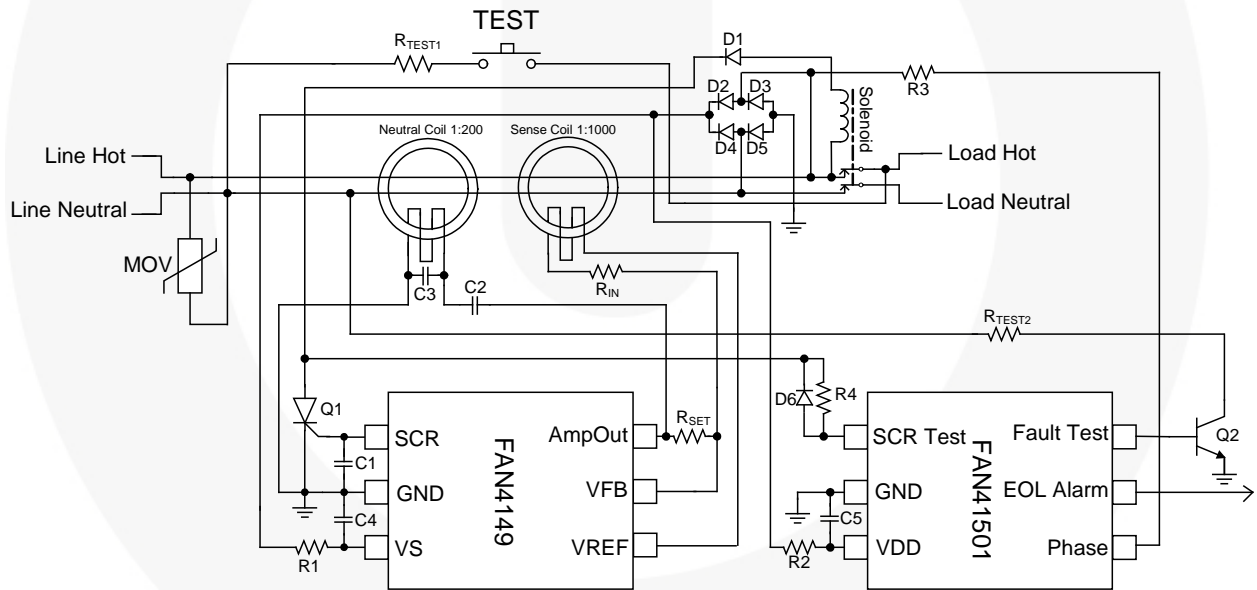 TEST
RTEST1
D1
R3
D2
D3
D4
D5
Solenoid
Neutral Coil 1:200
Sense Coil 1:1000
Line Hot
Line Neutral
Load Hot
Load Neutral
MOV
C3
C2
RIN
RTEST2
Q1
D6
R4
SCR
AmpOut
RSET
SCR Test
Fault Test
Q2
C1
GND
FAN4149
VFB
GND
FAN41501
EOL Alarm
C4
C5
VS
VREF
VDD
Phase
R1
R2